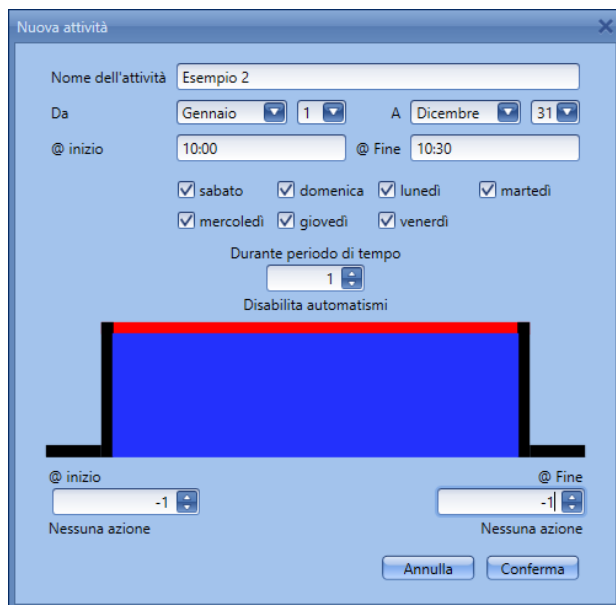 Nuova attività
Nome dell'attività Esempio 2
Da Gennaio 1 A Dicembre 31
@ inizio 10:00 @ Fine 10:30
sabato domenica lunedì martedì
mercoledì giovedì venerdì
Durante periodo di tempo
1
Disabilita automatismi
@ inizio @ Fine
-1 -1
Nessuna azione Nessuna azione
Annulla Conferma